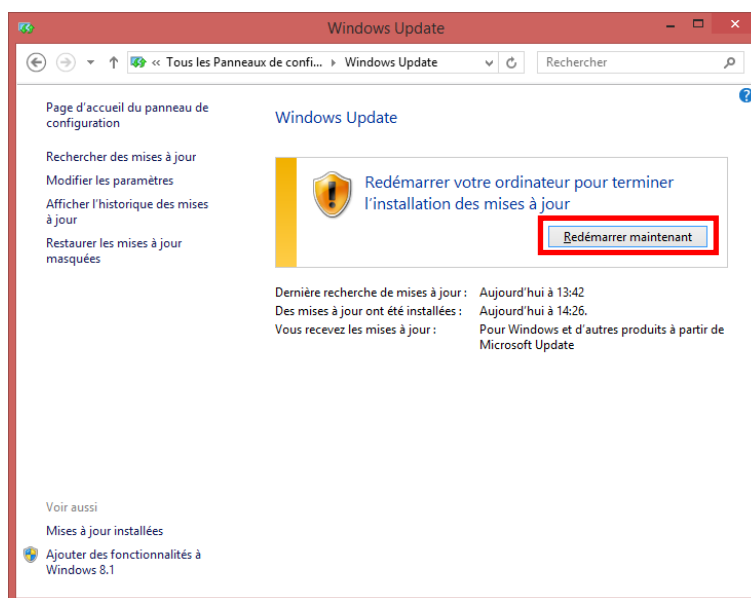 Windows Update
« Tous les Panneaux de confi... Windows Update
Rechercher
Page d'accueil du panneau de
configuration
Rechercher des mises à jour
Modifier les paramètres
Afficher l'historique des mises
à jour
Restaurer les mises à jour
masquées
Windows Update
Redémarrer votre ordinateur pour terminer
l'installation des mises à jour
Redémarrer maintenant
Dernière recherche de mises à jour : Aujourd'hui à 13:42
Des mises à jour ont été installées : Aujourd'hui à 14:26.
Vous recevez les mises à jour : Pour Windows et d'autres produits à partir de
Microsoft Update
Voir aussi
Mises à jour installées
Ajouter des fonctionnalités à
Windows 8.1